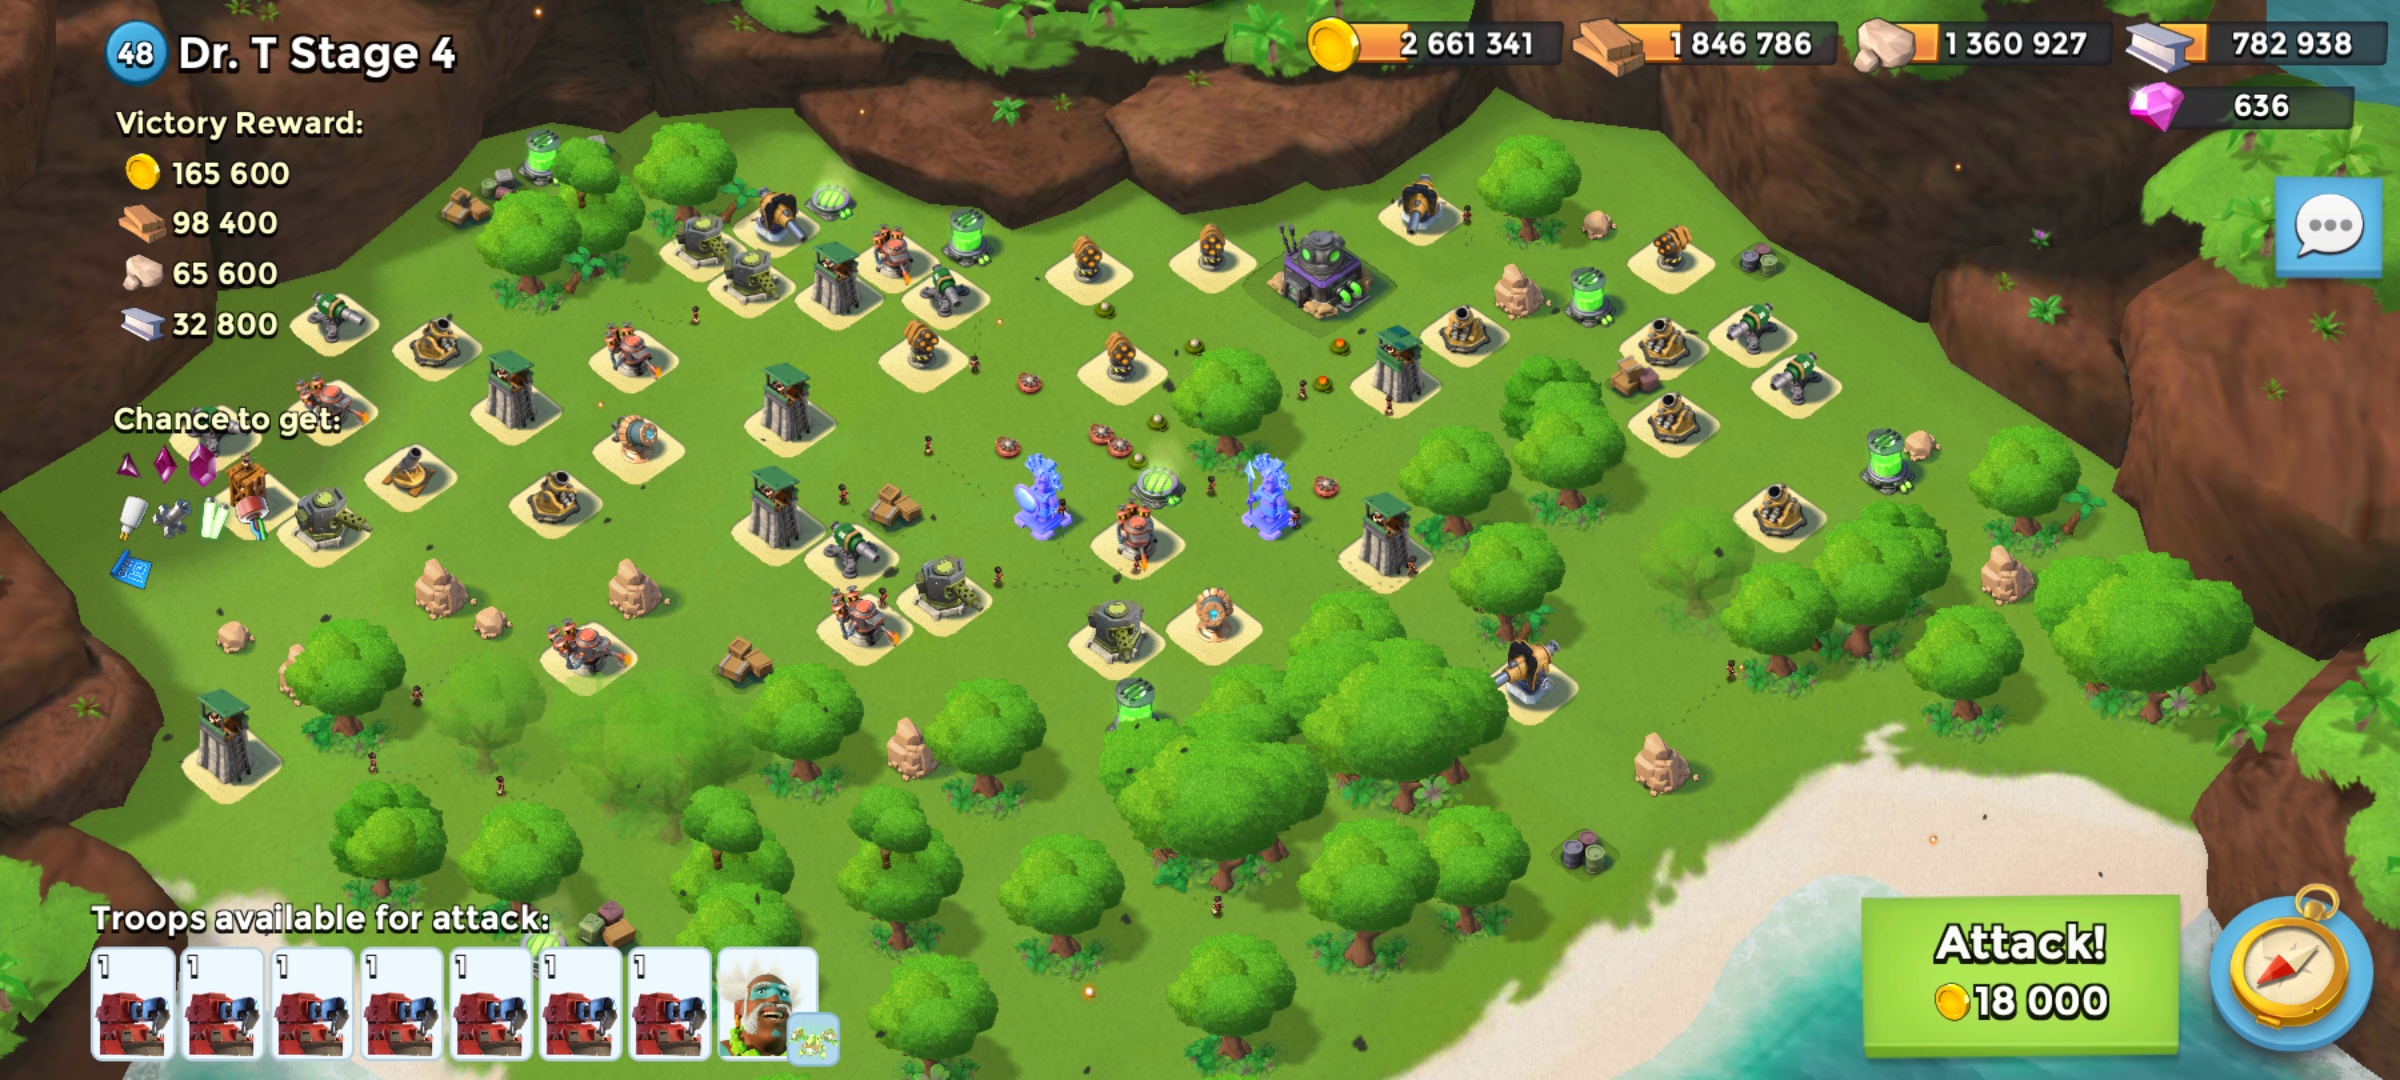 48 Dr. T Stage 4
2 661 341
1 846 786
1 360 927
782 938
636
Victory Reward:
165 600
98 400
65 600
32 800
Chance to get:
Troops available for attack:
1 1 1 1 1 1 1
Attack!
18 000